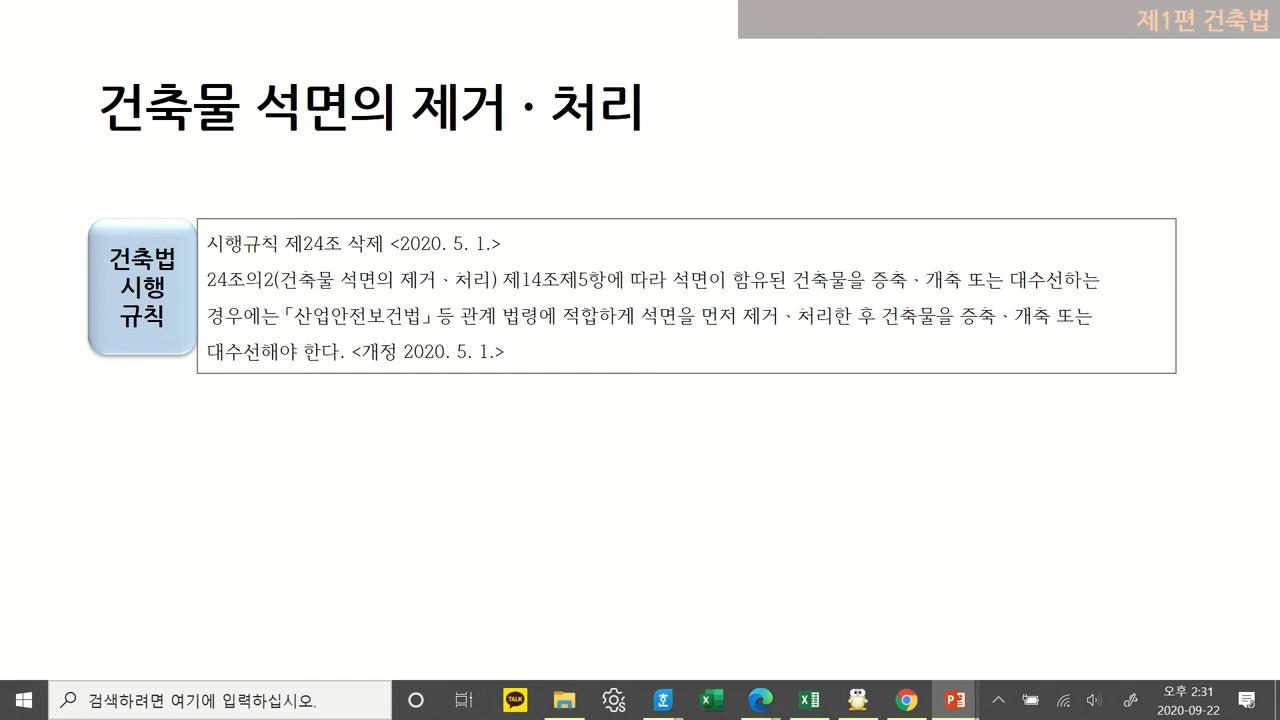 제1편 건축법
건축물 석면의 제거 · 처리
건축법
시행
규칙
시행규칙 제24조 삭제 <2020. 5. 1.>
24조의2(건축물 석면의 제거ㆍ처리) 제14조제5항에 따라 석면이 함유된 건축물을 증축ㆍ개축 또는 대수선하는
경우에는 「산업안전보건법」 등 관계 법령에 적합하게 석면을 먼저 제거ㆍ처리한 후 건축물을 증축ㆍ개축 또는
대수선해야 한다. <개정 2020. 5. 1.>
검색하려면 여기에 입력하십시오.
TALK
오후 2:31
2020-09-22